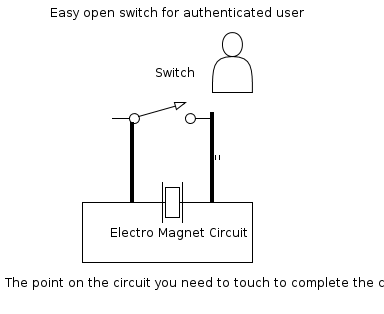 Easy open switch for authenticated user
Switch
Electro Magnet Circuit
The point on the circuit you need to touch to complete the c